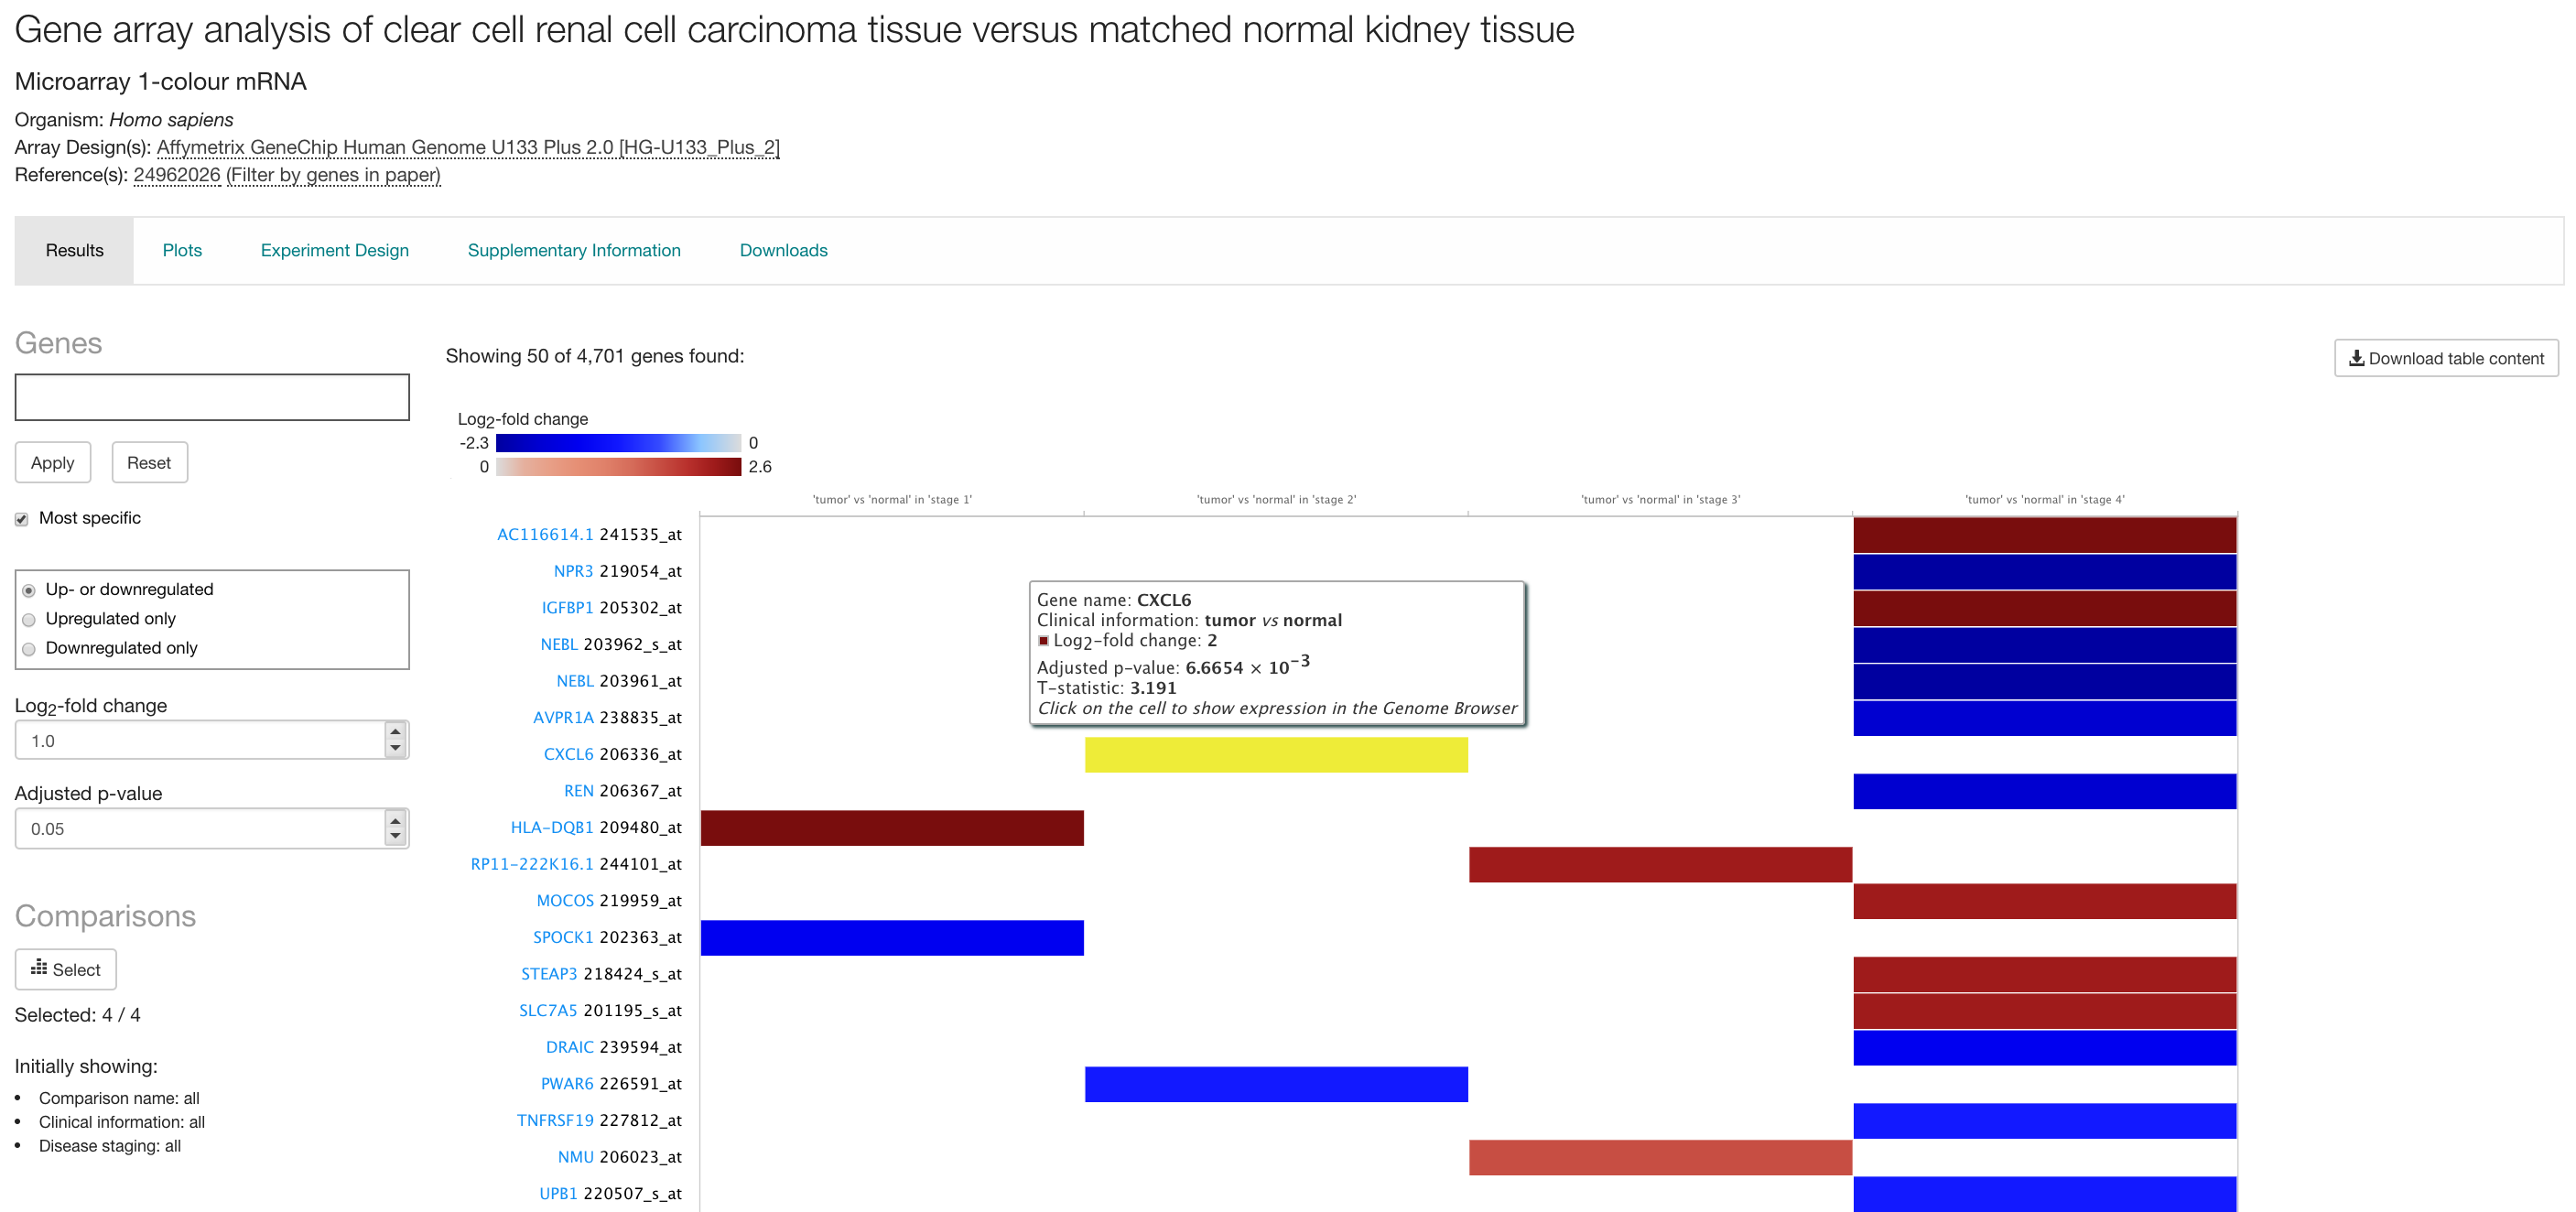 Gene array analysis of clear cell renal cell carcinoma tissue versus matched normal kidney tissue
Microarray 1-colour mRNA
Organism: Homo sapiens
Array Design(s): Affymetrix GeneChip Human Genome U133 Plus 2.0 [HG-U133_Plus_2]
Reference(s): 24962026 (Filter by genes in paper)
Results Plots Experiment Design Supplementary Information Downloads
Genes
Apply Reset
Most specific
Up- or downregulated
Upregulated only
Downregulated only
Log2-fold change
1.0
Adjusted p-value
0.05
Comparisons
Select
Selected: 4 / 4
Initially showing:
• Comparison name: all
• Clinical information: all
• Disease staging: all
Showing 50 of 4,701 genes found:
Download table content
Log2-fold change
-2.3 0
0 2.6
'tumor' vs 'normal' in 'stage 1' 'tumor' vs 'normal' in 'stage 2' 'tumor' vs 'normal' in 'stage 3' 'tumor' vs 'normal' in 'stage 4'
AC116614.1 241535_at
NPR3 219054_at
IGFBP1 205302_at
NEBL 203962_s_at
NEBL 203961_at
AVPR1A 238835_at
CXCL6 206336_at
REN 206367_at
HLA-DQB1 209480_at
RP11-222K16.1 244101_at
MOCOS 219959_at
SPOCK1 202363_at
STEAP3 218424_s_at
SLC7A5 201195_s_at
DRAIC 239594_at
PWAR6 226591_at
TNFRSF19 227812_at
NMU 206023_at
UPB1 220507_s_at
Gene name: CXCL6
Clinical information: tumor vs normal
Log2-fold change: 2
Adjusted p-value: 6.6654 × 10⁻³
T-statistic: 3.191
Click on the cell to show expression in the Genome Browser